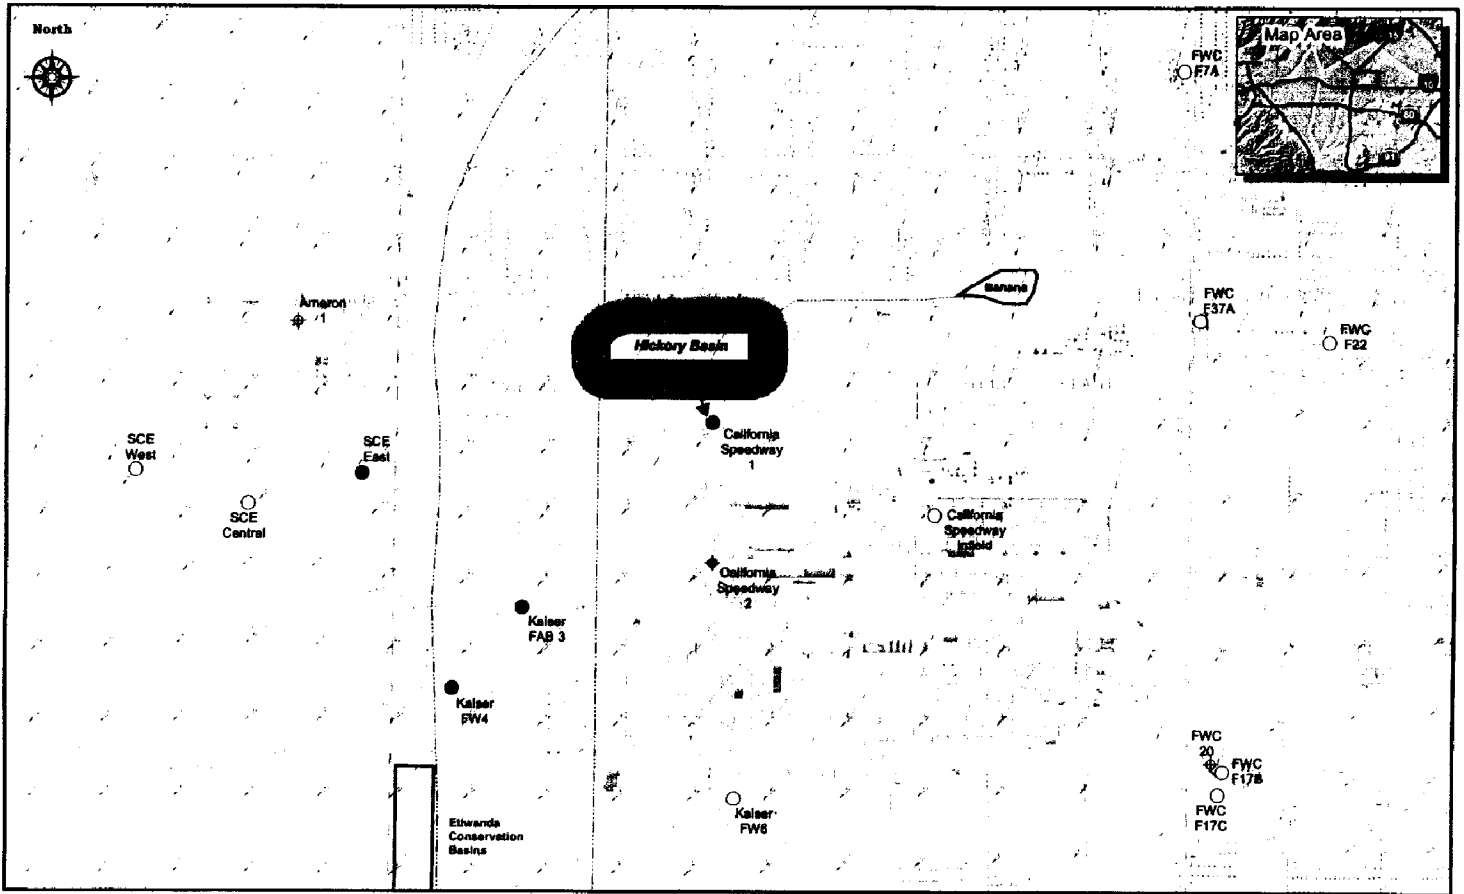 North
Map Area
FWC
F7A
Ameron
1
Banana
FWC
F37A
FWC
F22
Hickory Basin
SCE
West
SCE
East
SCE
Central
California
Speedway
1
California
Speedway
Infield
California
Speedway
2
Kaiser
FAB 3
Kaiser
FW4
Kaiser
FW6
FWC
20
FWC
F17B
FWC
F17C
Etiwanda
Conservation
Basins